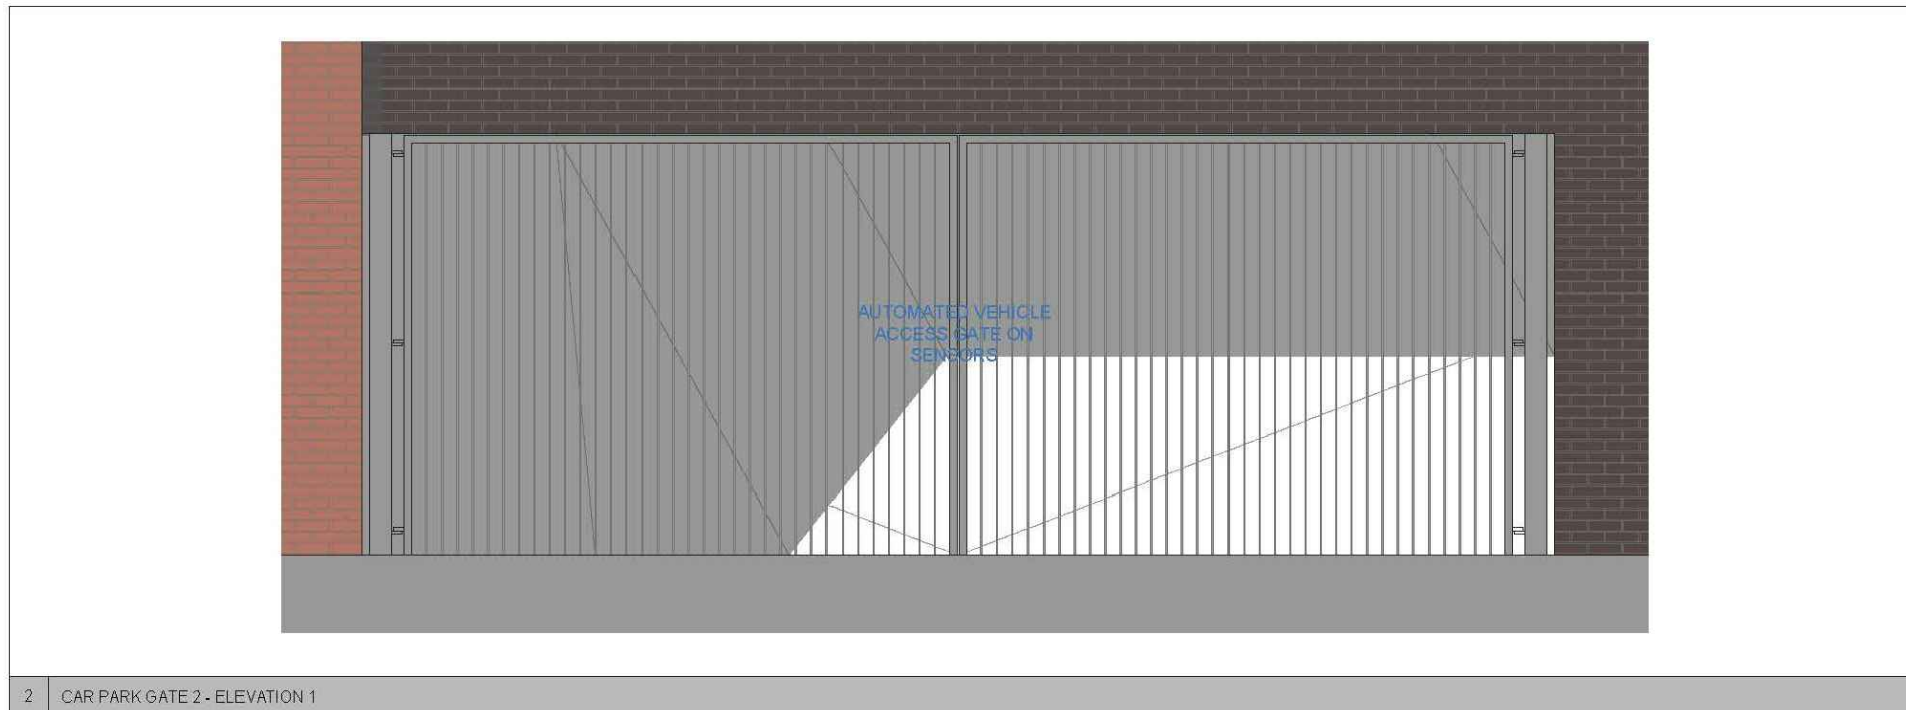 AUTOMATED VEHICLE
ACCESS GATE ON
SENSORS
2 CAR PARK GATE 2 - ELEVATION 1